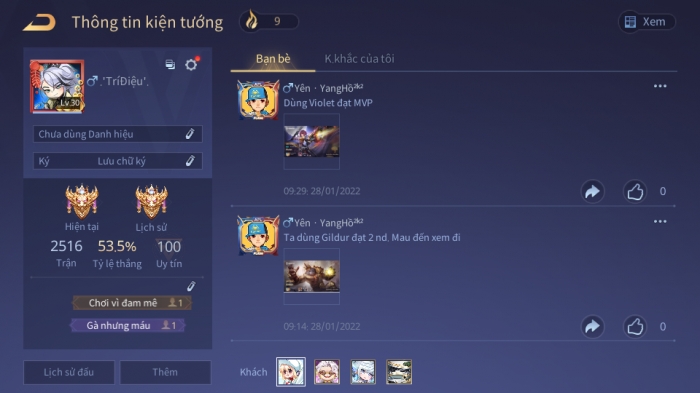 Thông tin kiện tướng
9
Xem
Bạn bè
K.khắc của tôi
.'TríĐiệu'.
Lv.30
Chưa dùng Danh hiệu
Ký Lưu chữ ký
Hiện tại
Lịch sử
2516
53.5%
100
Trận
Tỷ lệ thắng
Uy tín
Chơi vì đam mê 1
Gà nhưng máu 1
Lịch sử đấu
Thêm
Yên · YangHồ²ᵏ²
Dùng Violet đạt MVP
09:29: 28/01/2022
0
Yên · YangHồ²ᵏ²
Ta dùng Gildur đạt 2 nd. Mau đến xem đi
09:14: 28/01/2022
0
Khách